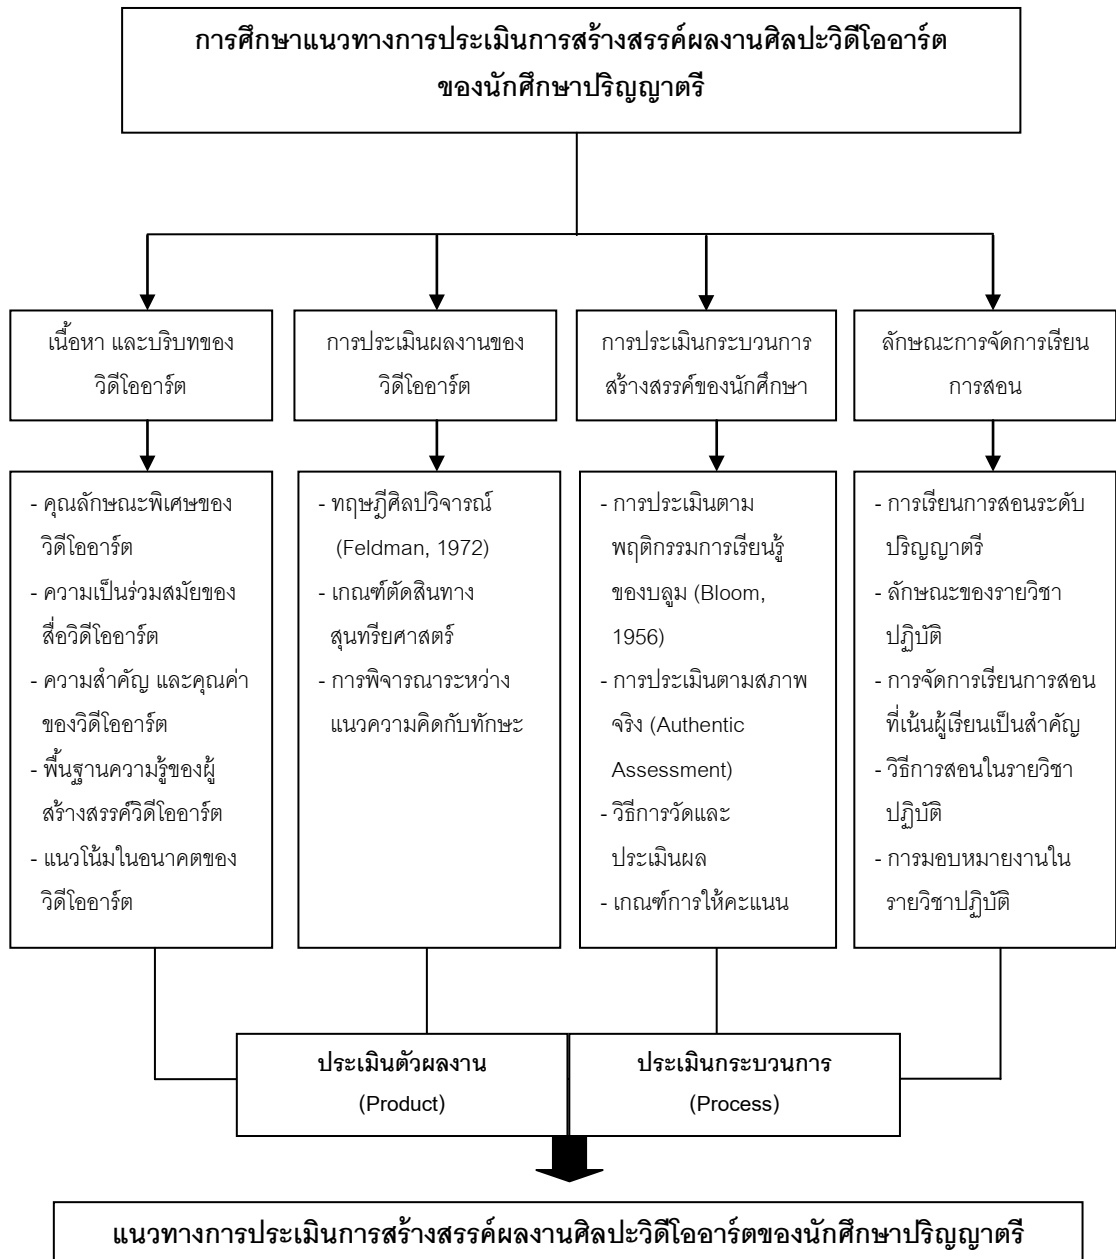 การศึกษาแนวทางการประเมินการสร้างสรรค์ผลงานศิลปะวิดีโออาร์ต
ของนักศึกษาปริญญาตรี
เนื้อหา และบริบทของ
วิดีโออาร์ต
การประเมินผลงานของ
วิดีโออาร์ต
การประเมินกระบวนการ
สร้างสรรค์ของนักศึกษา
ลักษณะการจัดการเรียน
การสอน
- คุณลักษณะพิเศษของ
วิดีโออาร์ต
- ความเป็นร่วมสมัยของ
สื่อวิดีโออาร์ต
- ความสำคัญ และคุณค่า
ของวิดีโออาร์ต
- พื้นฐานความรู้ของผู้
สร้างสรรค์วิดีโออาร์ต
- แนวโน้มในอนาคตของ
วิดีโออาร์ต
- ทฤษฎีศิลปวิจารณ์
(Feldman, 1972)
- เกณฑ์ตัดสินทาง
สุนทรียศาสตร์
- การพิจารณาระหว่าง
แนวความคิดกับทักษะ
- การประเมินตาม
พฤติกรรมการเรียนรู้
ของบลูม (Bloom,
1956)
- การประเมินตามสภาพ
จริง (Authentic
Assessment)
- วิธีการวัดและ
ประเมินผล
- เกณฑ์การให้คะแนน
- การเรียนการสอนระดับ
ปริญญาตรี
- ลักษณะของรายวิชา
ปฏิบัติ
- การจัดการเรียนการสอน
ที่เน้นผู้เรียนเป็นสำคัญ
- วิธีการสอนในรายวิชา
ปฏิบัติ
- การมอบหมายงานใน
รายวิชาปฏิบัติ
ประเมินตัวผลงาน
(Product)
ประเมินกระบวนการ
(Process)
แนวทางการประเมินการสร้างสรรค์ผลงานศิลปะวิดีโออาร์ตของนักศึกษาปริญญาตรี